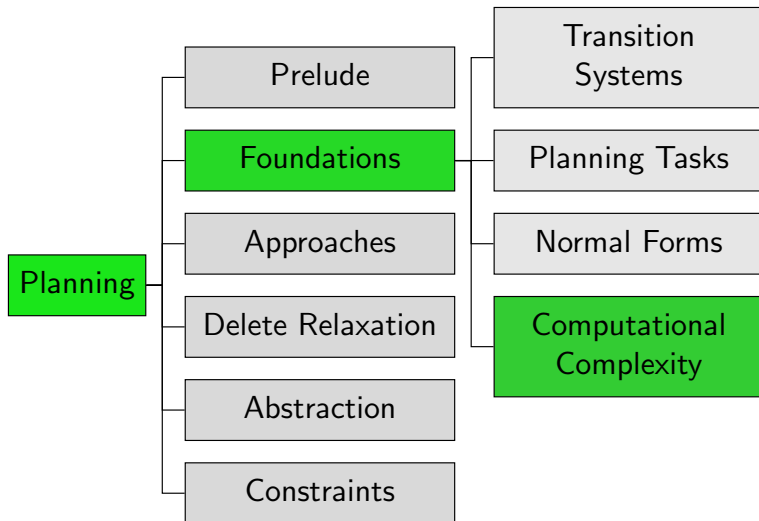 Planning
Prelude
Foundations
Approaches
Delete Relaxation
Abstraction
Constraints
Transition
Systems
Planning Tasks
Normal Forms
Computational
Complexity